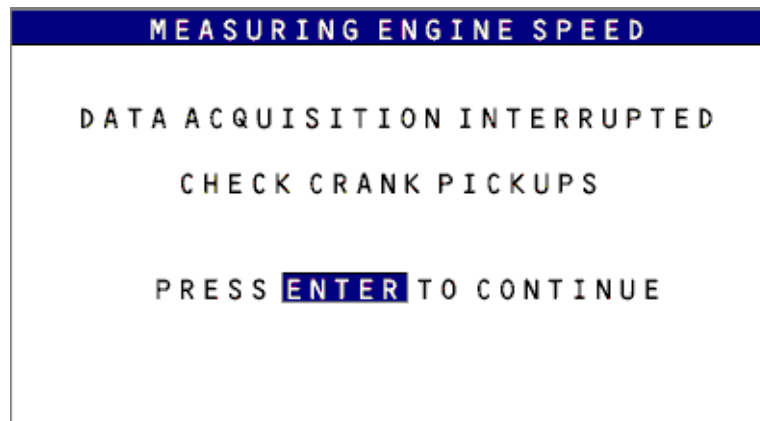 MEASURING ENGINE SPEED
DATA ACQUISITION INTERRUPTED
CHECK CRANK PICKUPS
PRESS ENTER TO CONTINUE